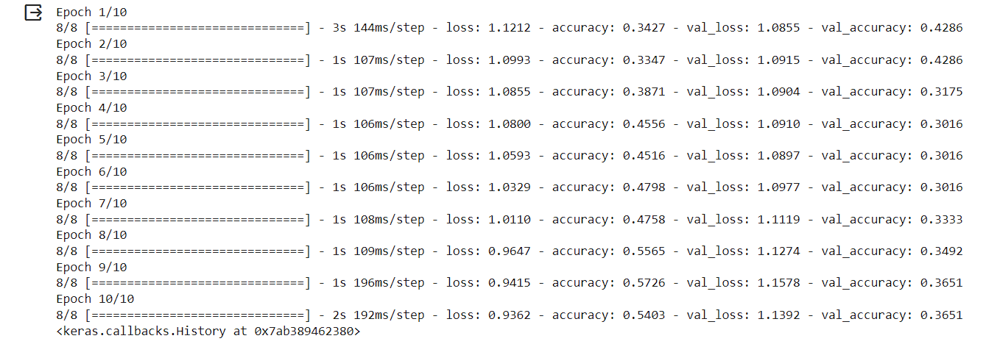 Epoch 1/10
8/8 [==============================] - 3s 144ms/step - loss: 1.1212 - accuracy: 0.3427 - val_loss: 1.0855 - val_accuracy: 0.4286
Epoch 2/10
8/8 [==============================] - 1s 107ms/step - loss: 1.0993 - accuracy: 0.3347 - val_loss: 1.0915 - val_accuracy: 0.4286
Epoch 3/10
8/8 [==============================] - 1s 107ms/step - loss: 1.0855 - accuracy: 0.3871 - val_loss: 1.0904 - val_accuracy: 0.3175
Epoch 4/10
8/8 [==============================] - 1s 106ms/step - loss: 1.0800 - accuracy: 0.4556 - val_loss: 1.0910 - val_accuracy: 0.3016
Epoch 5/10
8/8 [==============================] - 1s 106ms/step - loss: 1.0593 - accuracy: 0.4516 - val_loss: 1.0897 - val_accuracy: 0.3016
Epoch 6/10
8/8 [==============================] - 1s 106ms/step - loss: 1.0329 - accuracy: 0.4798 - val_loss: 1.0977 - val_accuracy: 0.3016
Epoch 7/10
8/8 [==============================] - 1s 108ms/step - loss: 1.0110 - accuracy: 0.4758 - val_loss: 1.1119 - val_accuracy: 0.3333
Epoch 8/10
8/8 [==============================] - 1s 109ms/step - loss: 0.9647 - accuracy: 0.5565 - val_loss: 1.1274 - val_accuracy: 0.3492
Epoch 9/10
8/8 [==============================] - 1s 196ms/step - loss: 0.9415 - accuracy: 0.5726 - val_loss: 1.1578 - val_accuracy: 0.3651
Epoch 10/10
8/8 [==============================] - 2s 192ms/step - loss: 0.9362 - accuracy: 0.5403 - val_loss: 1.1392 - val_accuracy: 0.3651
<keras.callbacks.History at 0x7ab389462380>